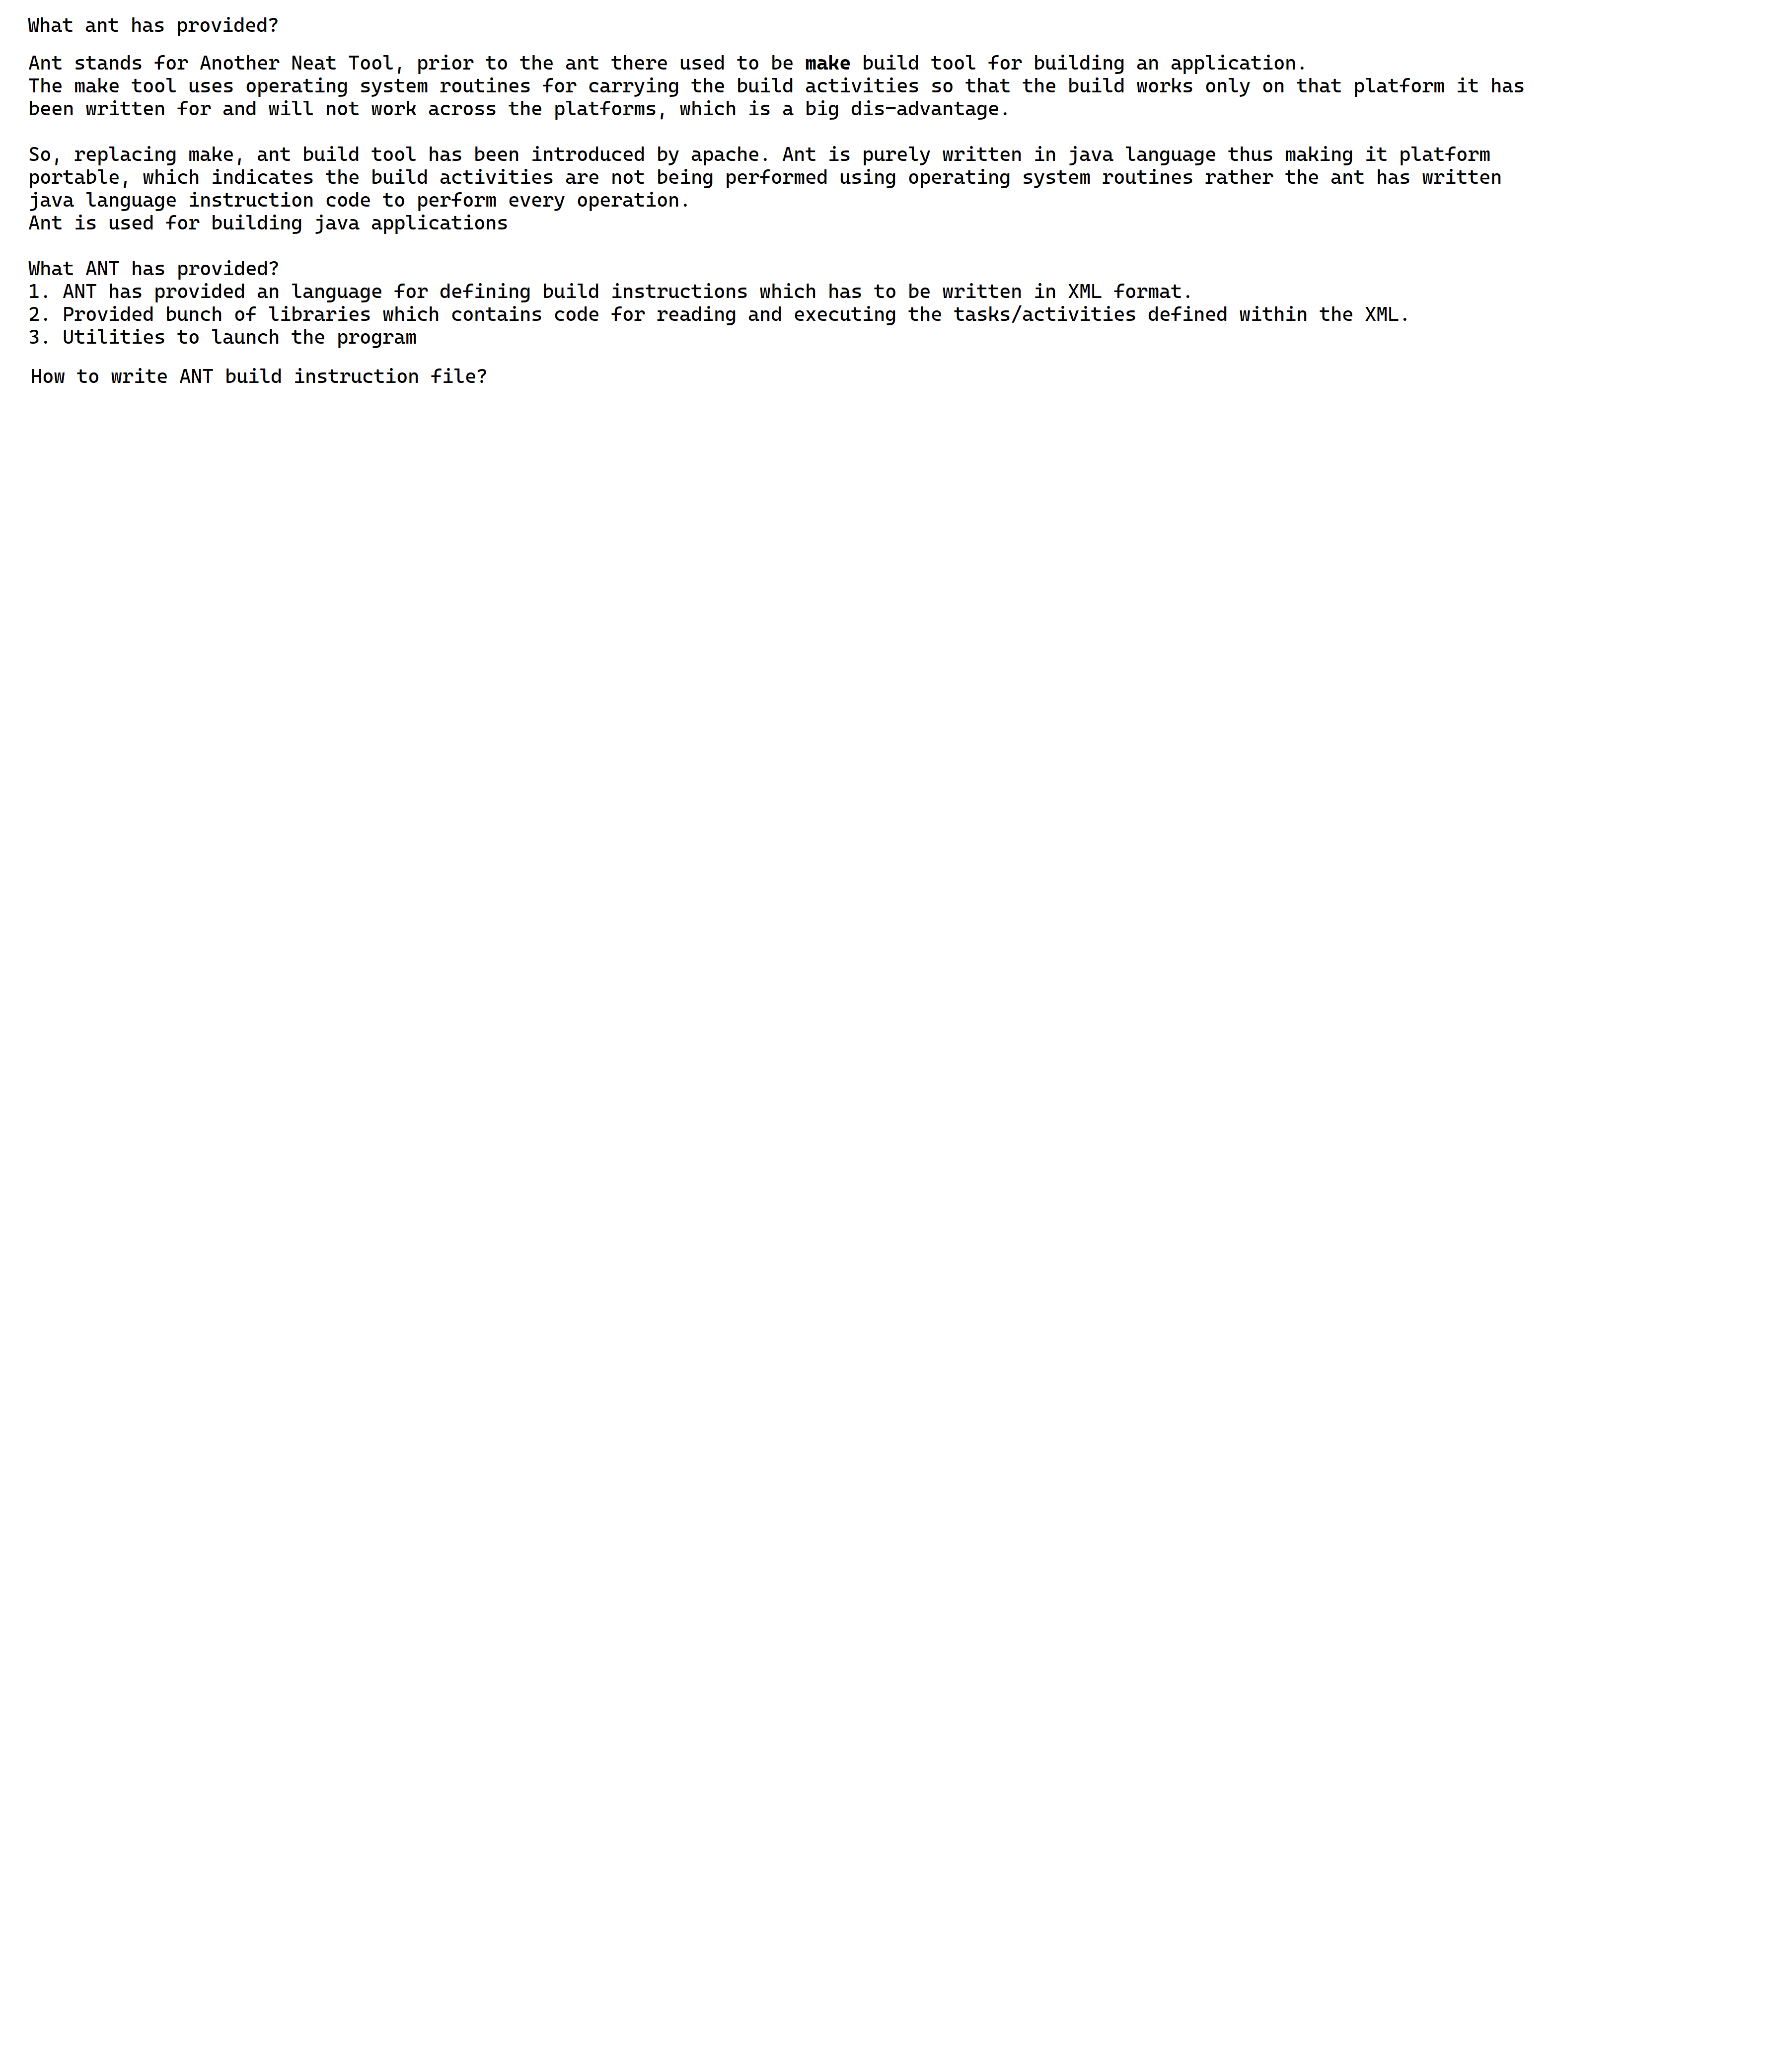 What ant has provided?
Ant stands for Another Neat Tool, prior to the ant there used to be make build tool for building an application.
The make tool uses operating system routines for carrying the build activities so that the build works only on that platform it has
been written for and will not work across the platforms, which is a big dis-advantage.
So, replacing make, ant build tool has been introduced by apache. Ant is purely written in java language thus making it platform
portable, which indicates the build activities are not being performed using operating system routines rather the ant has written
java language instruction code to perform every operation.
Ant is used for building java applications
What ANT has provided?
1. ANT has provided an language for defining build instructions which has to be written in XML format.
2. Provided bunch of libraries which contains code for reading and executing the tasks/activities defined within the XML.
3. Utilities to launch the program
How to write ANT build instruction file?